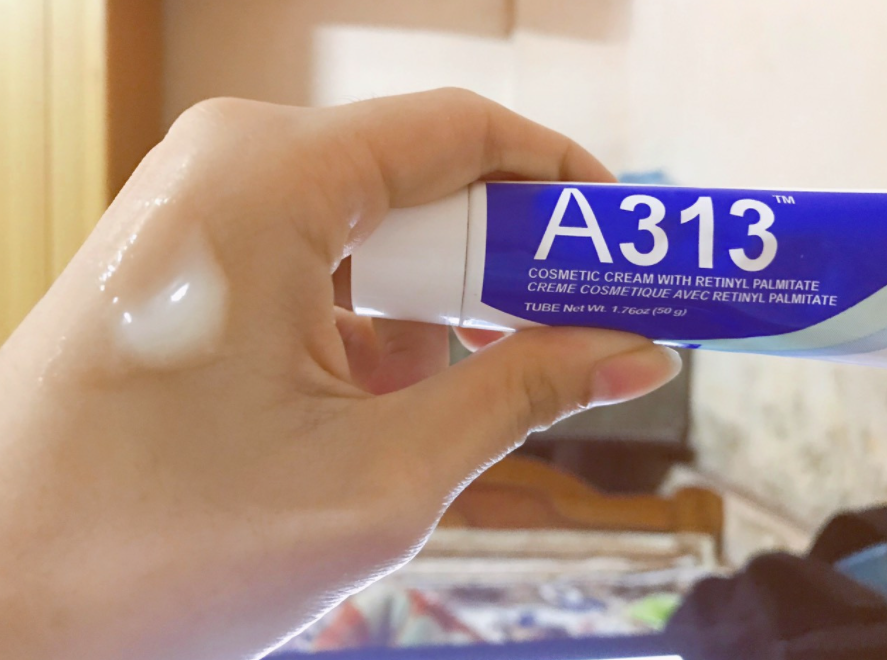 A313™
COSMETIC CREAM WITH RETINYL PALMITATE
CREME COSMETIQUE AVEC RETINYL PALMITATE
TUBE Net Wt. 1.76oz (50 g)